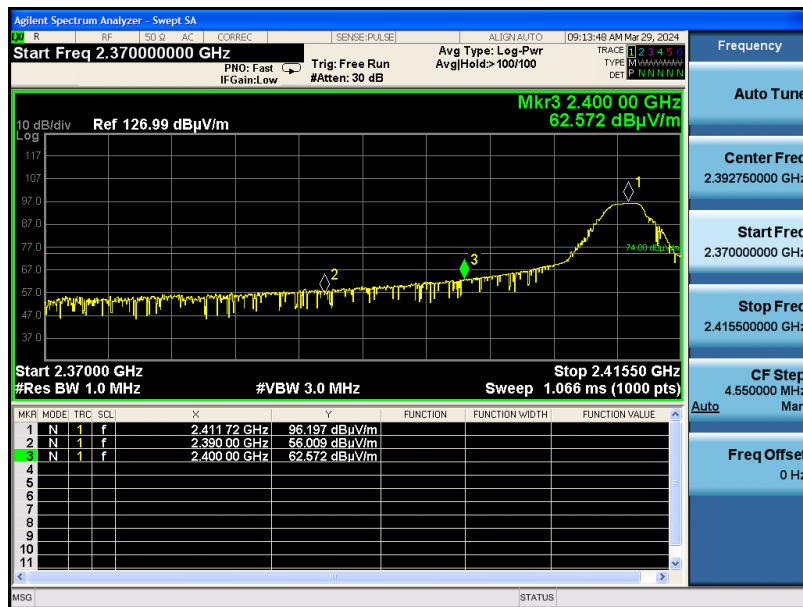 Agilent Spectrum Analyzer - Swept SA
LXI R RF 50 Ω AC CORREC SENSE:PULSE ALIGN AUTO 09:13:48 AM Mar 29, 2024
Start Freq 2.370000000 GHz
PNO: Fast
IFGain:Low
Trig: Free Run
#Atten: 30 dB
Avg Type: Log-Pwr
Avg|Hold:>100/100
TRACE 1 2 3 4 5 6
TYPE M
DET P N N N N N
Mkr3 2.400 00 GHz
62.572 dBµV/m
10 dB/div Ref 126.99 dBµV/m
Log
117
107
97.0
87.0
77.0
67.0
57.0
47.0
37.0
1
74.00 dBµV/m
3
2
Start 2.37000 GHz Stop 2.41550 GHz
#Res BW 1.0 MHz #VBW 3.0 MHz Sweep 1.066 ms (1000 pts)
MKR MODE TRC SCL X Y FUNCTION FUNCTION WIDTH FUNCTION VALUE
1 N 1 f 2.411 72 GHz 96.197 dBµV/m
2 N 1 f 2.390 00 GHz 56.009 dBµV/m
3 N 1 f 2.400 00 GHz 62.572 dBµV/m
4
5
6
7
8
9
10
11
MSG STATUS
Frequency
Auto Tune
Center Freq
2.392750000 GHz
Start Freq
2.370000000 GHz
Stop Freq
2.415500000 GHz
CF Step
4.550000 MHz
Auto Man
Freq Offset
0 Hz